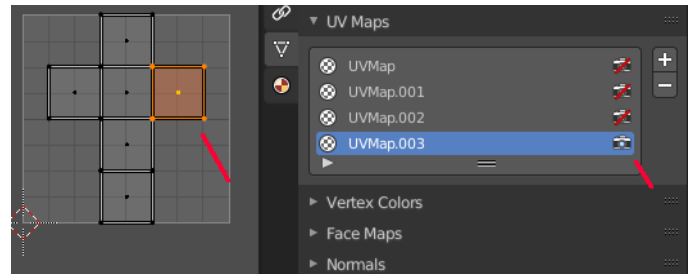 UV Maps
UVMap
UVMap.001
UVMap.002
UVMap.003
Vertex Colors
Face Maps
Normals